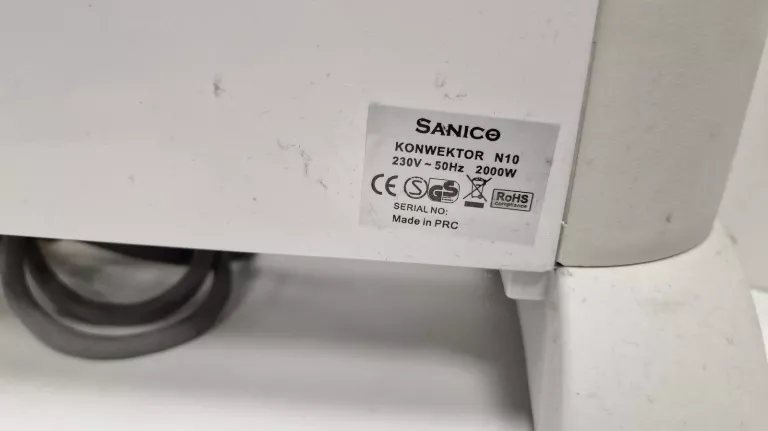 SANICO
KONWEKTOR N10
230V ~ 50Hz 2000W
CE S GS RoHS
compliance
SERIAL NO:
Made in PRC